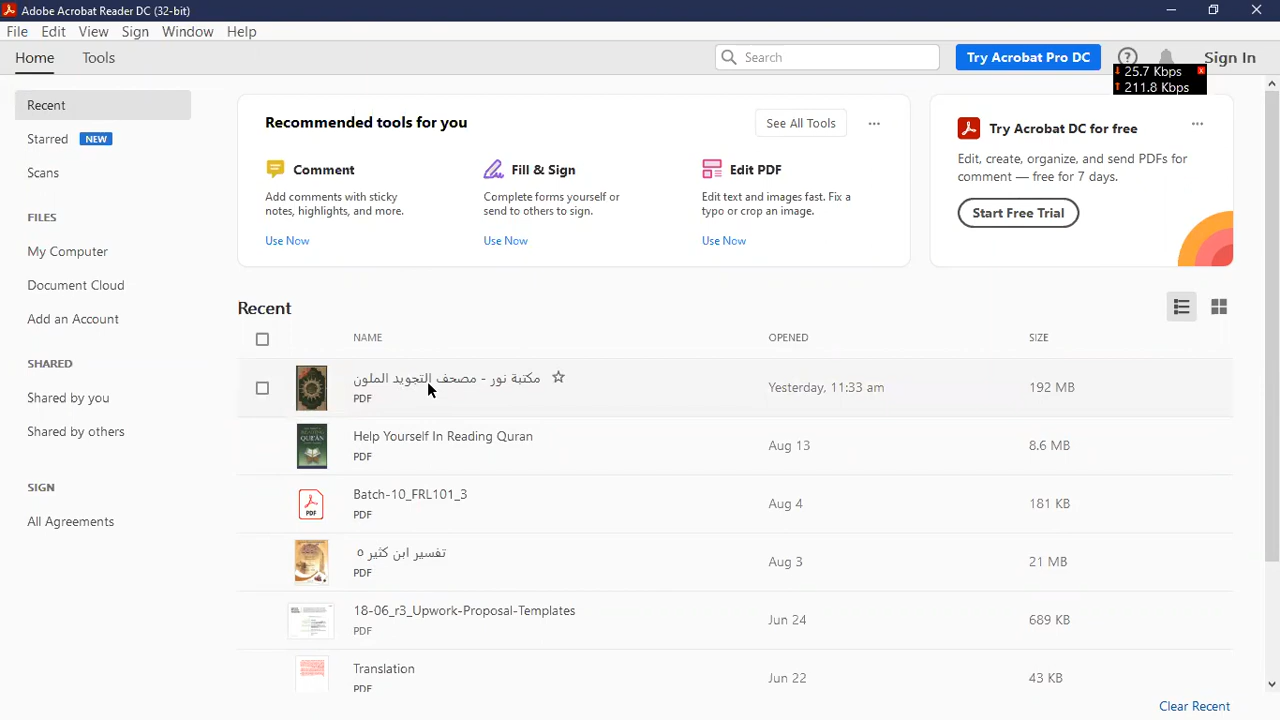 Adobe Acrobat Reader DC (32-bit)
File Edit View Sign Window Help
Home Tools
Search
Try Acrobat Pro DC
Sign In
25.7 Kbps
211.8 Kbps
Recent
Starred NEW
Scans
FILES
My Computer
Document Cloud
Add an Account
SHARED
Shared by you
Shared by others
SIGN
All Agreements
Recommended tools for you
See All Tools
Comment
Add comments with sticky
notes, highlights, and more.
Use Now
Fill & Sign
Complete forms yourself or
send to others to sign.
Use Now
Edit PDF
Edit text and images fast. Fix a
typo or crop an image.
Use Now
Try Acrobat DC for free
Edit, create, organize, and send PDFs for
comment — free for 7 days.
Start Free Trial
Recent
NAME OPENED SIZE
مكتبة نور - مصحف التجويد الملون
PDF
Yesterday, 11:33 am 192 MB
Help Yourself In Reading Quran
PDF
Aug 13 8.6 MB
Batch-10_FRL101_3
PDF
Aug 4 181 KB
تفسير ابن كثير ٥
PDF
Aug 3 21 MB
18-06_r3_Upwork-Proposal-Templates
PDF
Jun 24 689 KB
Translation
PDF
Jun 22 43 KB
Clear Recent